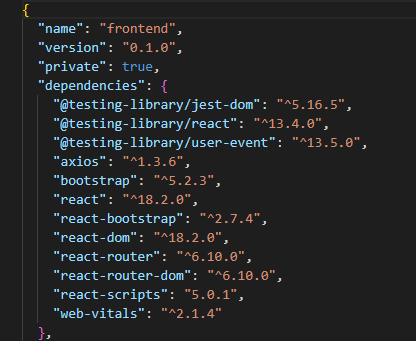 {
"name": "frontend",
"version": "0.1.0",
"private": true,
"dependencies": {
"@testing-library/jest-dom": "^5.16.5",
"@testing-library/react": "^13.4.0",
"@testing-library/user-event": "^13.5.0",
"axios": "^1.3.6",
"bootstrap": "^5.2.3",
"react": "^18.2.0",
"react-bootstrap": "^2.7.4",
"react-dom": "^18.2.0",
"react-router": "^6.10.0",
"react-router-dom": "^6.10.0",
"react-scripts": "5.0.1",
"web-vitals": "^2.1.4"
},